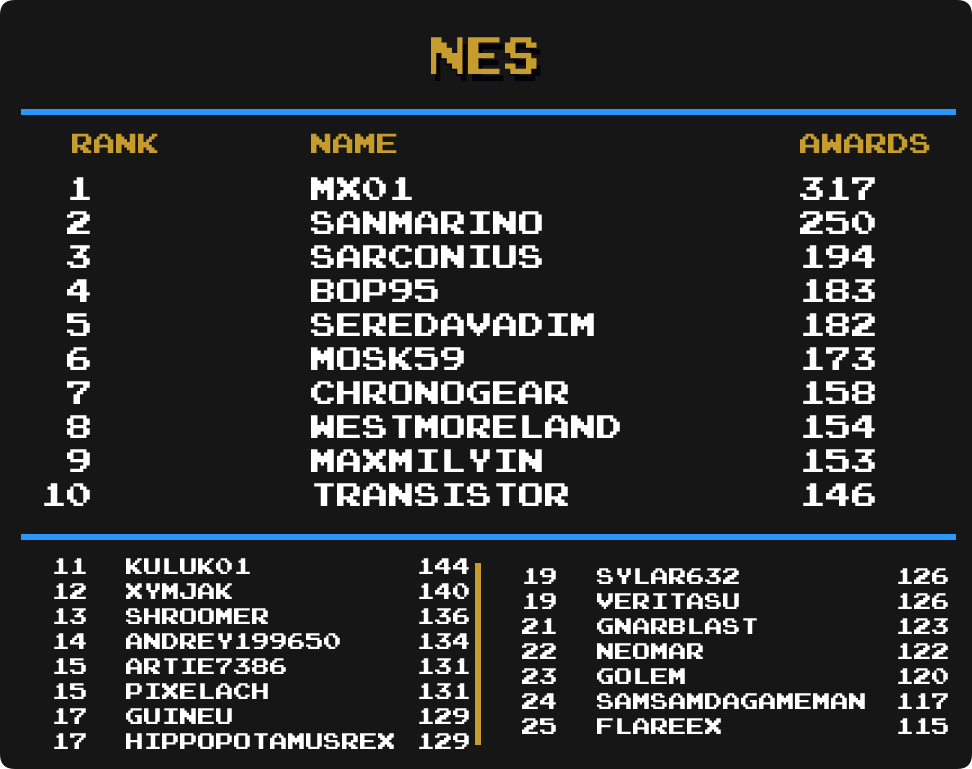 NES
RANK NAME AWARDS
1 MX01 317
2 SANMARINO 250
3 SARCONIUS 194
4 BOP95 183
5 SEREDAVADIM 182
6 MOSK59 173
7 CHRONOGEAR 158
8 WESTMORELAND 154
9 MAXMILYIN 153
10 TRANSISTOR 146
11 KULUK01 144
12 XYMJAK 140
13 SHROOMER 136
14 ANDREY199650 134
15 ARTIE7386 131
15 PIXELACH 131
17 GUINEU 129
17 HIPPOPOTAMUSREX 129
19 SYLAR632 126
19 VERITASU 126
21 GNARBLAST 123
22 NEOMAR 122
23 GOLEM 120
24 SAMSAMDAGAMEMAN 117
25 FLAREEX 115